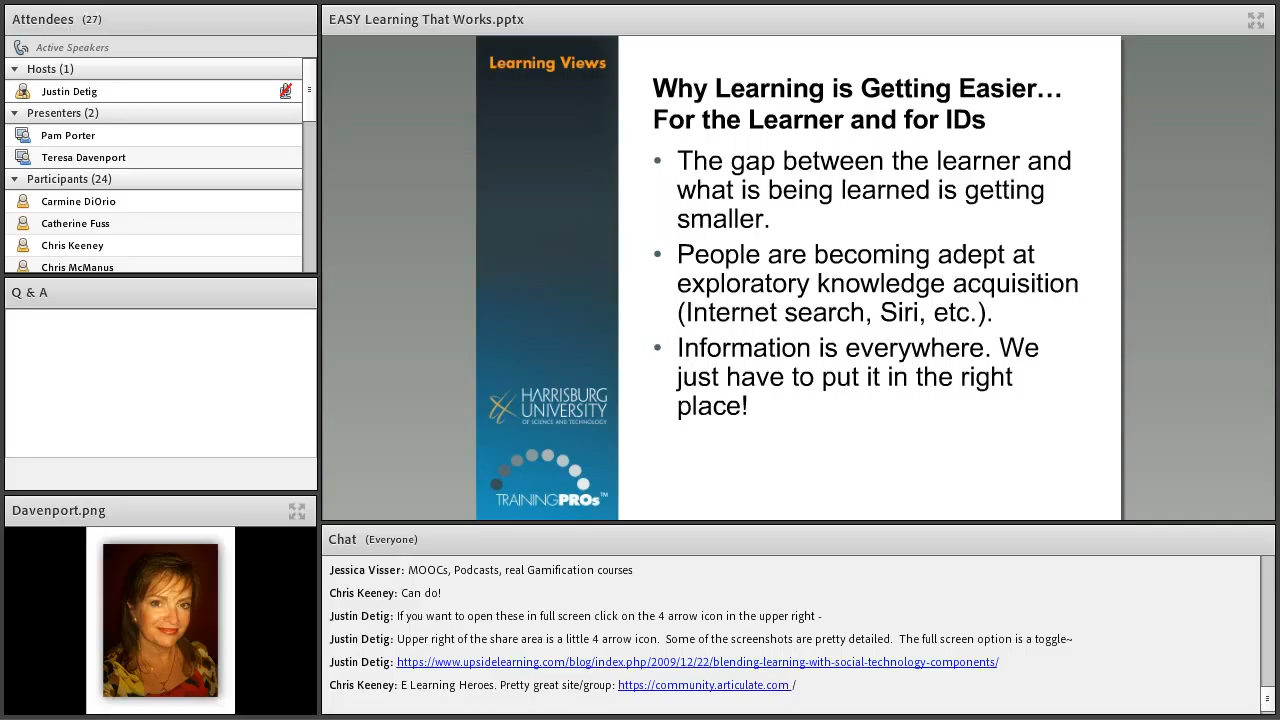 Attendees (27)
Active Speakers
Hosts (1)
Justin Detig
Presenters (2)
Pam Porter
Teresa Davenport
Participants (24)
Carmine DiOrio
Catherine Fuss
Chris Keeney
Chris McManus
Q & A
Davenport.png
EASY Learning That Works.pptx
Learning Views
HARRISBURG
UNIVERSITY
OF SCIENCE AND TECHNOLOGY
TRAININGPROs™
Why Learning is Getting Easier…
For the Learner and for IDs
• The gap between the learner and
what is being learned is getting
smaller.
• People are becoming adept at
exploratory knowledge acquisition
(Internet search, Siri, etc.).
• Information is everywhere. We
just have to put it in the right
place!
Chat (Everyone)
Jessica Visser: MOOCs, Podcasts, real Gamification courses
Chris Keeney: Can do!
Justin Detig: If you want to open these in full screen click on the 4 arrow icon in the upper right -
Justin Detig: Upper right of the share area is a little 4 arrow icon.  Some of the screenshots are pretty detailed.  The full screen option is a toggle~
Justin Detig: https://www.upsidelearning.com/blog/index.php/2009/12/22/blending-learning-with-social-technology-components/
Chris Keeney: E Learning Heroes. Pretty great site/group: https://community.articulate.com /